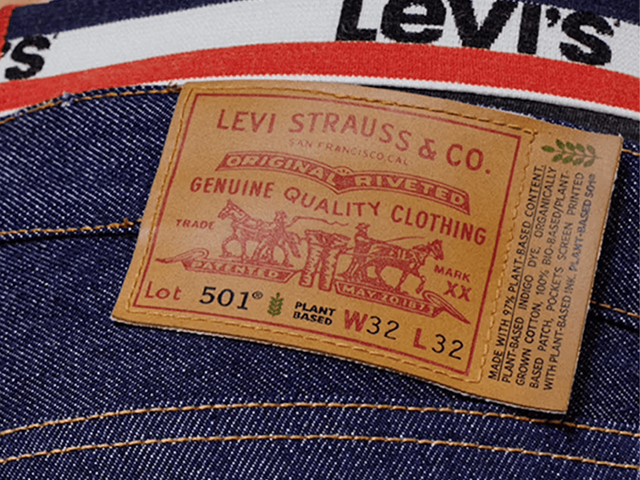 Levi's
's
LEVI STRAUSS & CO.
SAN FRANCISCO, CAL
ORIGINAL RIVETED
GENUINE QUALITY CLOTHING
TRADE
MARK
XX
PATENTED
MAY 20 1873
Lot 501® PLANT BASED W32 L32
MADE WITH 97% PLANT-BASED CONTENT.
PLANT-BASED INDIGO DYE, ORGANICALLY
GROWN COTTON, 100% BIO-BASED/PLANT-
BASED PATCH, POCKETS SCREEN PRINTED
WITH PLANT-BASED INK. PLANT-BASED 501®